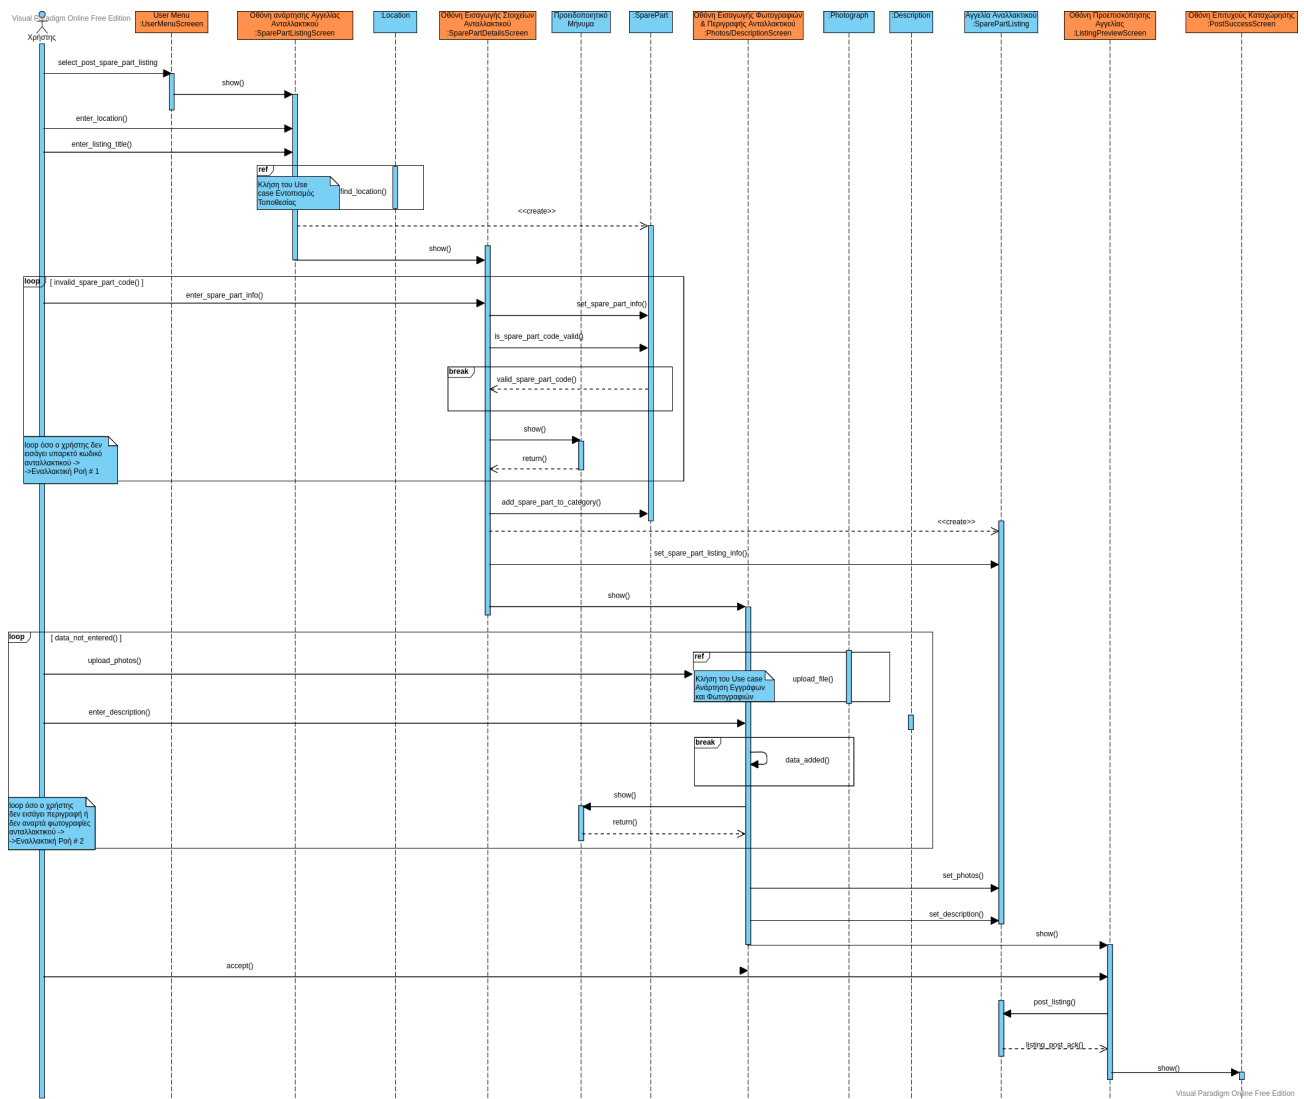 Visual Paradigm Online Free Edition
Χρήστης
User Menu
:UserMenuScreeen
Οθόνη ανάρτησης Αγγελίας
Ανταλλακτικού
:SparePartListingScreen
:Location
Οθόνη Εισαγωγής Στοιχείων
Ανταλλακτικού
:SparePartDetailsScreen
Προειδοποιητικό
Μήνυμα
:SparePart
Οθόνη Εισαγωγής Φωτογραφιών
& Περιγραφής Ανταλλακτικού
:Photos/DescriptionScreen
:Photograph
:Description
Αγγελία Αναλλακτικού
:SparePartListing
Οθόνη Προεπισκόπησης
Αγγελίας
:ListingPreviewScreen
Οθόνη Επιτυχούς Καταχώρησης
:PostSuccessScreen
select_post_spare_part_listing
show()
enter_location()
enter_listing_title()
ref
Κλήση του Use
case Εντοπισμός
Τοποθεσίας
find_location()
<<create>>
show()
loop
[ invalid_spare_part_code() ]
enter_spare_part_info()
set_spare_part_info()
is_spare_part_code_valid()
break
valid_spare_part_code()
show()
return()
loop όσο ο χρήστης δεν
εισάγει υπαρκτό κωδικό
ανταλλακτικού ->
->Εναλλακτική Ροή # 1
add_spare_part_to_category()
<<create>>
set_spare_part_listing_info()
show()
loop
[ data_not_entered() ]
upload_photos()
ref
Κλήση του Use case
Ανάρτηση Εγγράφων
και Φωτογραφιών
upload_file()
enter_description()
break
data_added()
show()
return()
loop όσο ο χρήστης
δεν εισάγει περιγραφή ή
δεν αναρτά φωτογραφίες
ανταλλακτικού ->
->Εναλλακτική Ροή # 2
set_photos()
set_description()
show()
accept()
post_listing()
listing_post_ack()
show()
Visual Paradigm Online Free Edition